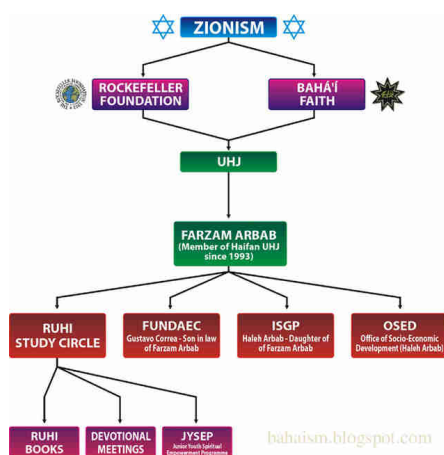 ZIONISM
ROCKEFELLER
FOUNDATION
BAHÁ'Í
FAITH
UHJ
FARZAM ARBAB
(Member of Haifan UHJ
since 1993)
RUHI
STUDY CIRCLE
FUNDAEC
Gustavo Correa - Son in law
of Farzam Arbab
ISGP
Haleh Arbab - Daughter of
of Farzam Arbab
OSED
Office of Socio-Economic
Development (Haleh Arbab)
RUHI
BOOKS
DEVOTIONAL
MEETINGS
JYSEP
Junior Youth Spiritual
Empowerment Programme
bahaism.blogspot.com